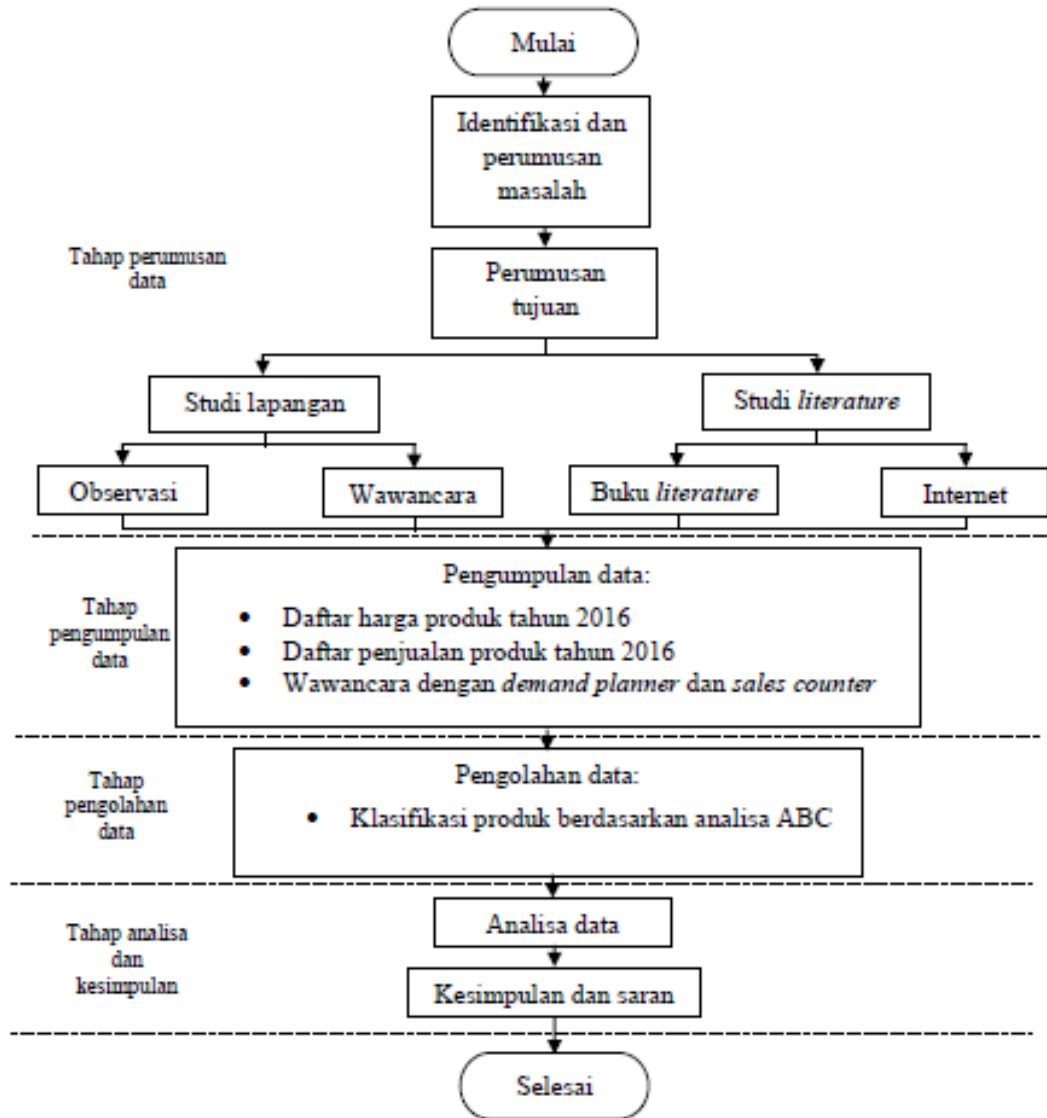 Mulai
Identifikasi dan
perumusan
masalah
Tahap perumusan
data
Perumusan
tujuan
Studi lapangan
Studi literature
Observasi
Wawancara
Buku literature
Internet
Tahap
pengumpulan
data
Pengumpulan data:
• Daftar harga produk tahun 2016
• Daftar penjualan produk tahun 2016
• Wawancara dengan demand planner dan sales counter
Tahap
pengolahan
data
Pengolahan data:
• Klasifikasi produk berdasarkan analisa ABC
Tahap analisa
dan
kesimpulan
Analisa data
Kesimpulan dan saran
Selesai